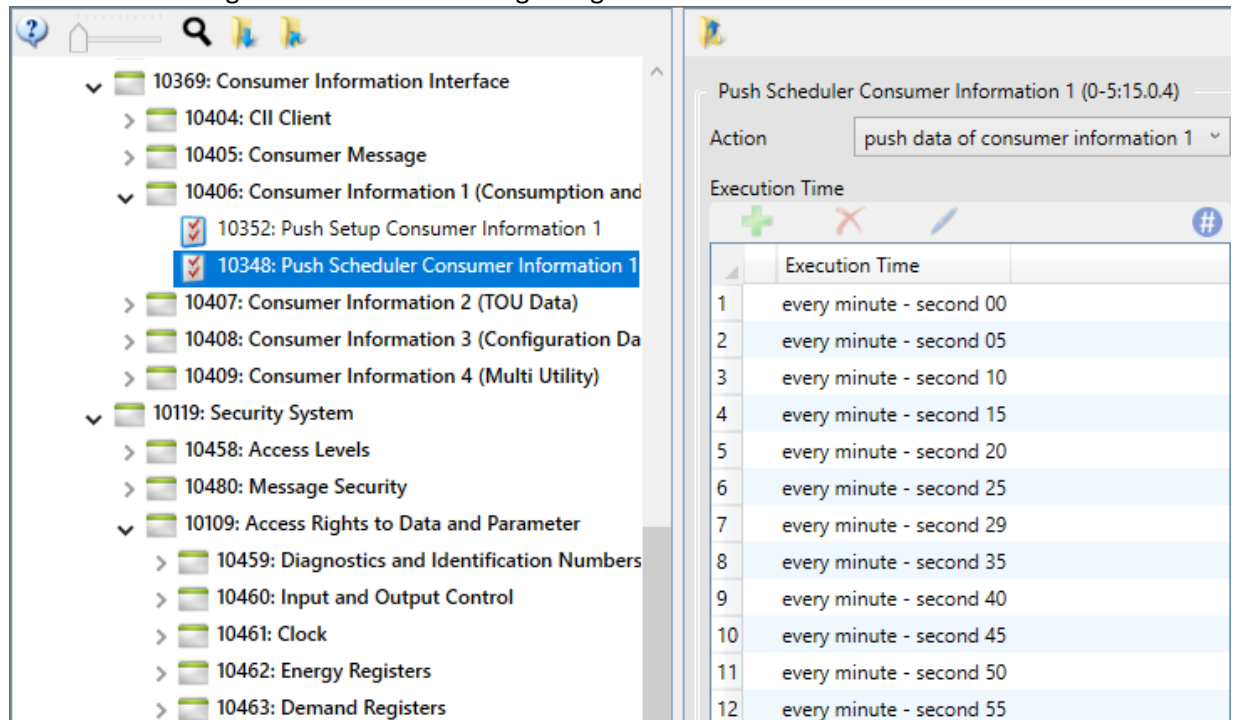 10369: Consumer Information Interface
10404: CII Client
10405: Consumer Message
10406: Consumer Information 1 (Consumption and
10352: Push Setup Consumer Information 1
10348: Push Scheduler Consumer Information 1
10407: Consumer Information 2 (TOU Data)
10408: Consumer Information 3 (Configuration Da
10409: Consumer Information 4 (Multi Utility)
10119: Security System
10458: Access Levels
10480: Message Security
10109: Access Rights to Data and Parameter
10459: Diagnostics and Identification Numbers
10460: Input and Output Control
10461: Clock
10462: Energy Registers
10463: Demand Registers
Push Scheduler Consumer Information 1 (0-5:15.0.4)
Action push data of consumer information 1
Execution Time
#
Execution Time
1 every minute - second 00
2 every minute - second 05
3 every minute - second 10
4 every minute - second 15
5 every minute - second 20
6 every minute - second 25
7 every minute - second 29
8 every minute - second 35
9 every minute - second 40
10 every minute - second 45
11 every minute - second 50
12 every minute - second 55